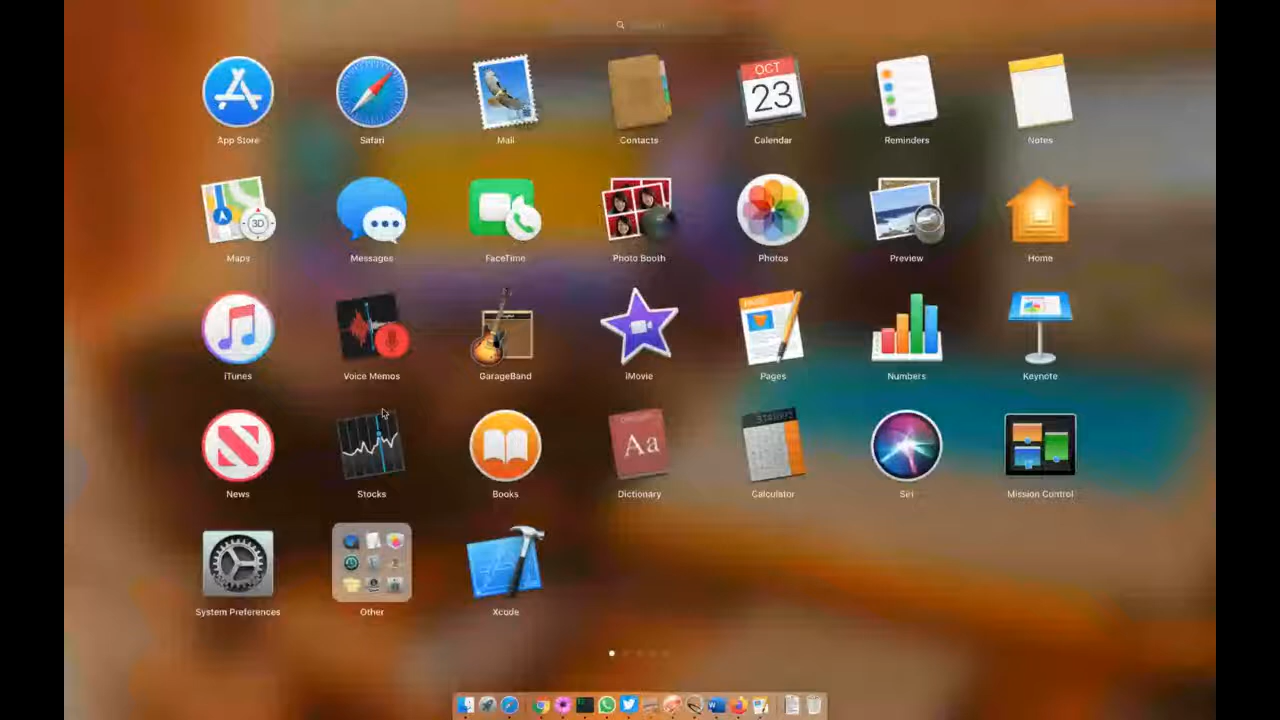 Search
App Store Safari Mail Contacts Calendar Reminders Notes
OCT
23
3D
Maps Messages FaceTime Photo Booth Photos Preview Home
iTunes Voice Memos GarageBand iMovie Pages Numbers Keynote
Aa
News Stocks Books Dictionary Calculator Siri Mission Control
System Preferences Other Xcode